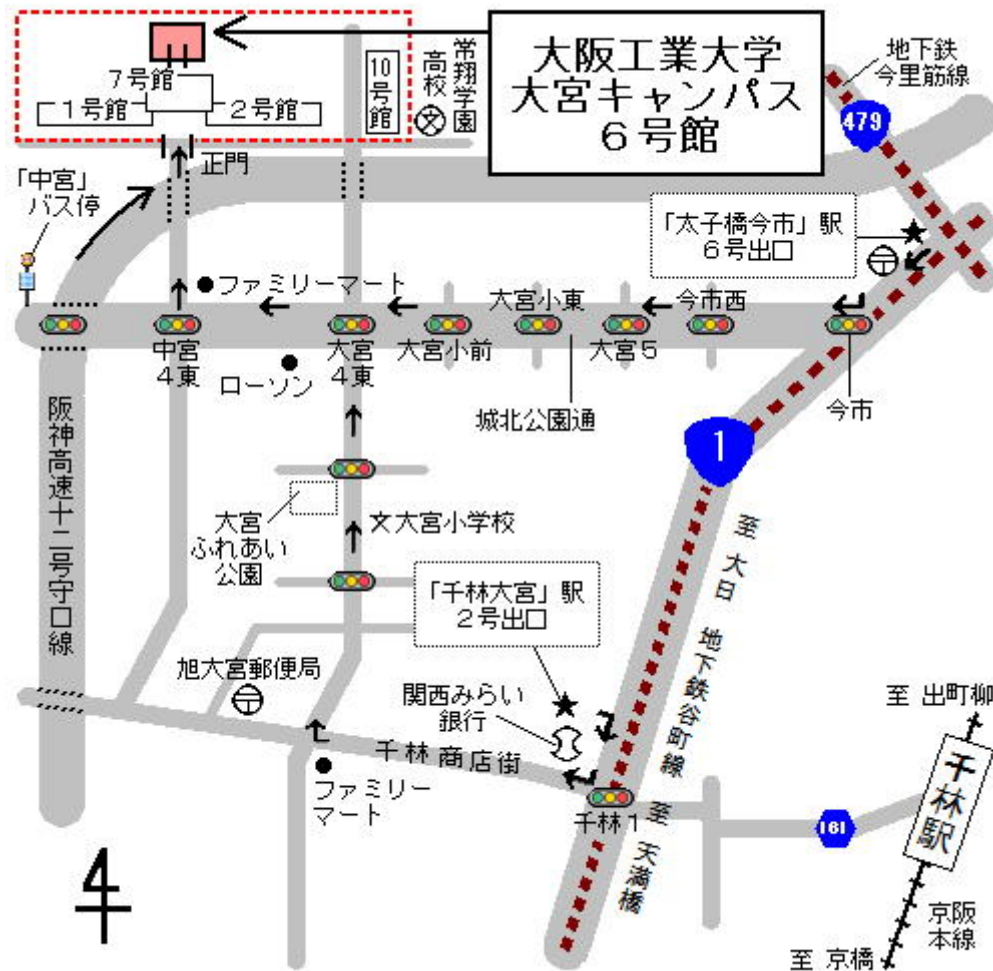 大阪工業大学
大宮キャンパス
６号館
地下鉄
今里筋線
479
常翔学園
高校
文
10号館
7号館
１号館
２号館
正門
「中宮」
バス停
「太子橋今市」駅
６号出口
ファミリーマート
大宮小東
今市西
中宮
４東
大宮
４東
大宮小前
大宮５
今市
ローソン
城北公園通
1
阪神高速十二号守口線
大宮
ふれあい
公園
文大宮小学校
至 大日 地下鉄谷町線
「千林大宮」駅
２号出口
旭大宮郵便局
関西みらい
銀行
至 出町柳
千林商店街
ファミリー
マート
千林１
至 天満橋
161
千林駅
京阪
本線
至 京橋